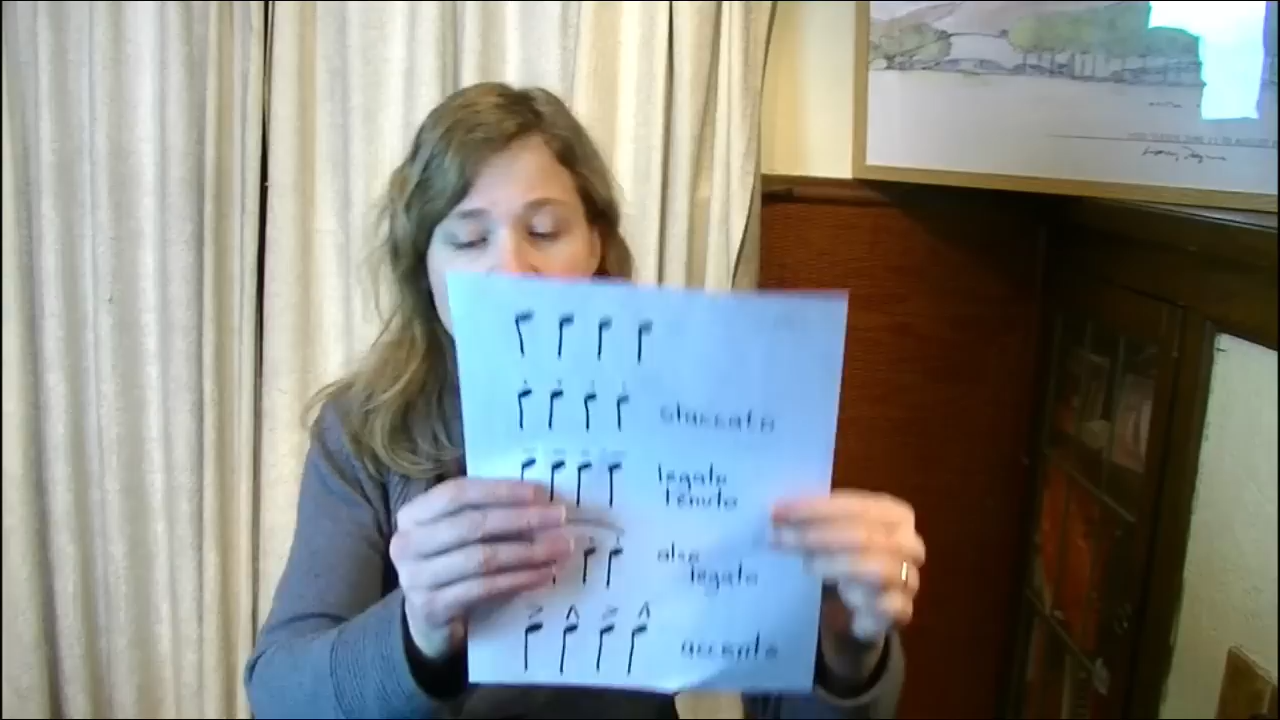 staccato
legato
tenuto
also
legato
accents